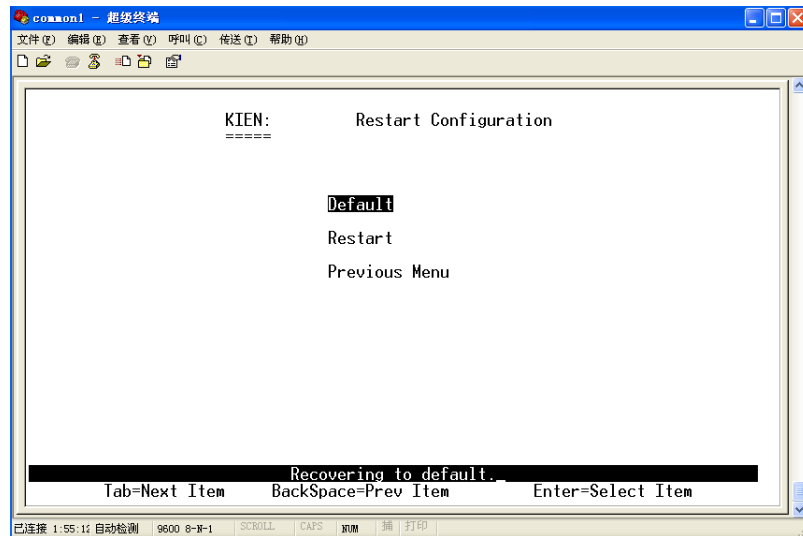 common1 - 超级终端
文件(F) 编辑(E) 查看(V) 呼叫(C) 传送(T) 帮助(H)
KIEN: Restart Configuration
=====
Default
Restart
Previous Menu
Recovering to default._
Tab=Next Item BackSpace=Prev Item Enter=Select Item
已连接 1:55:12 自动检测 9600 8-N-1 SCROLL CAPS NUM 捕 打印